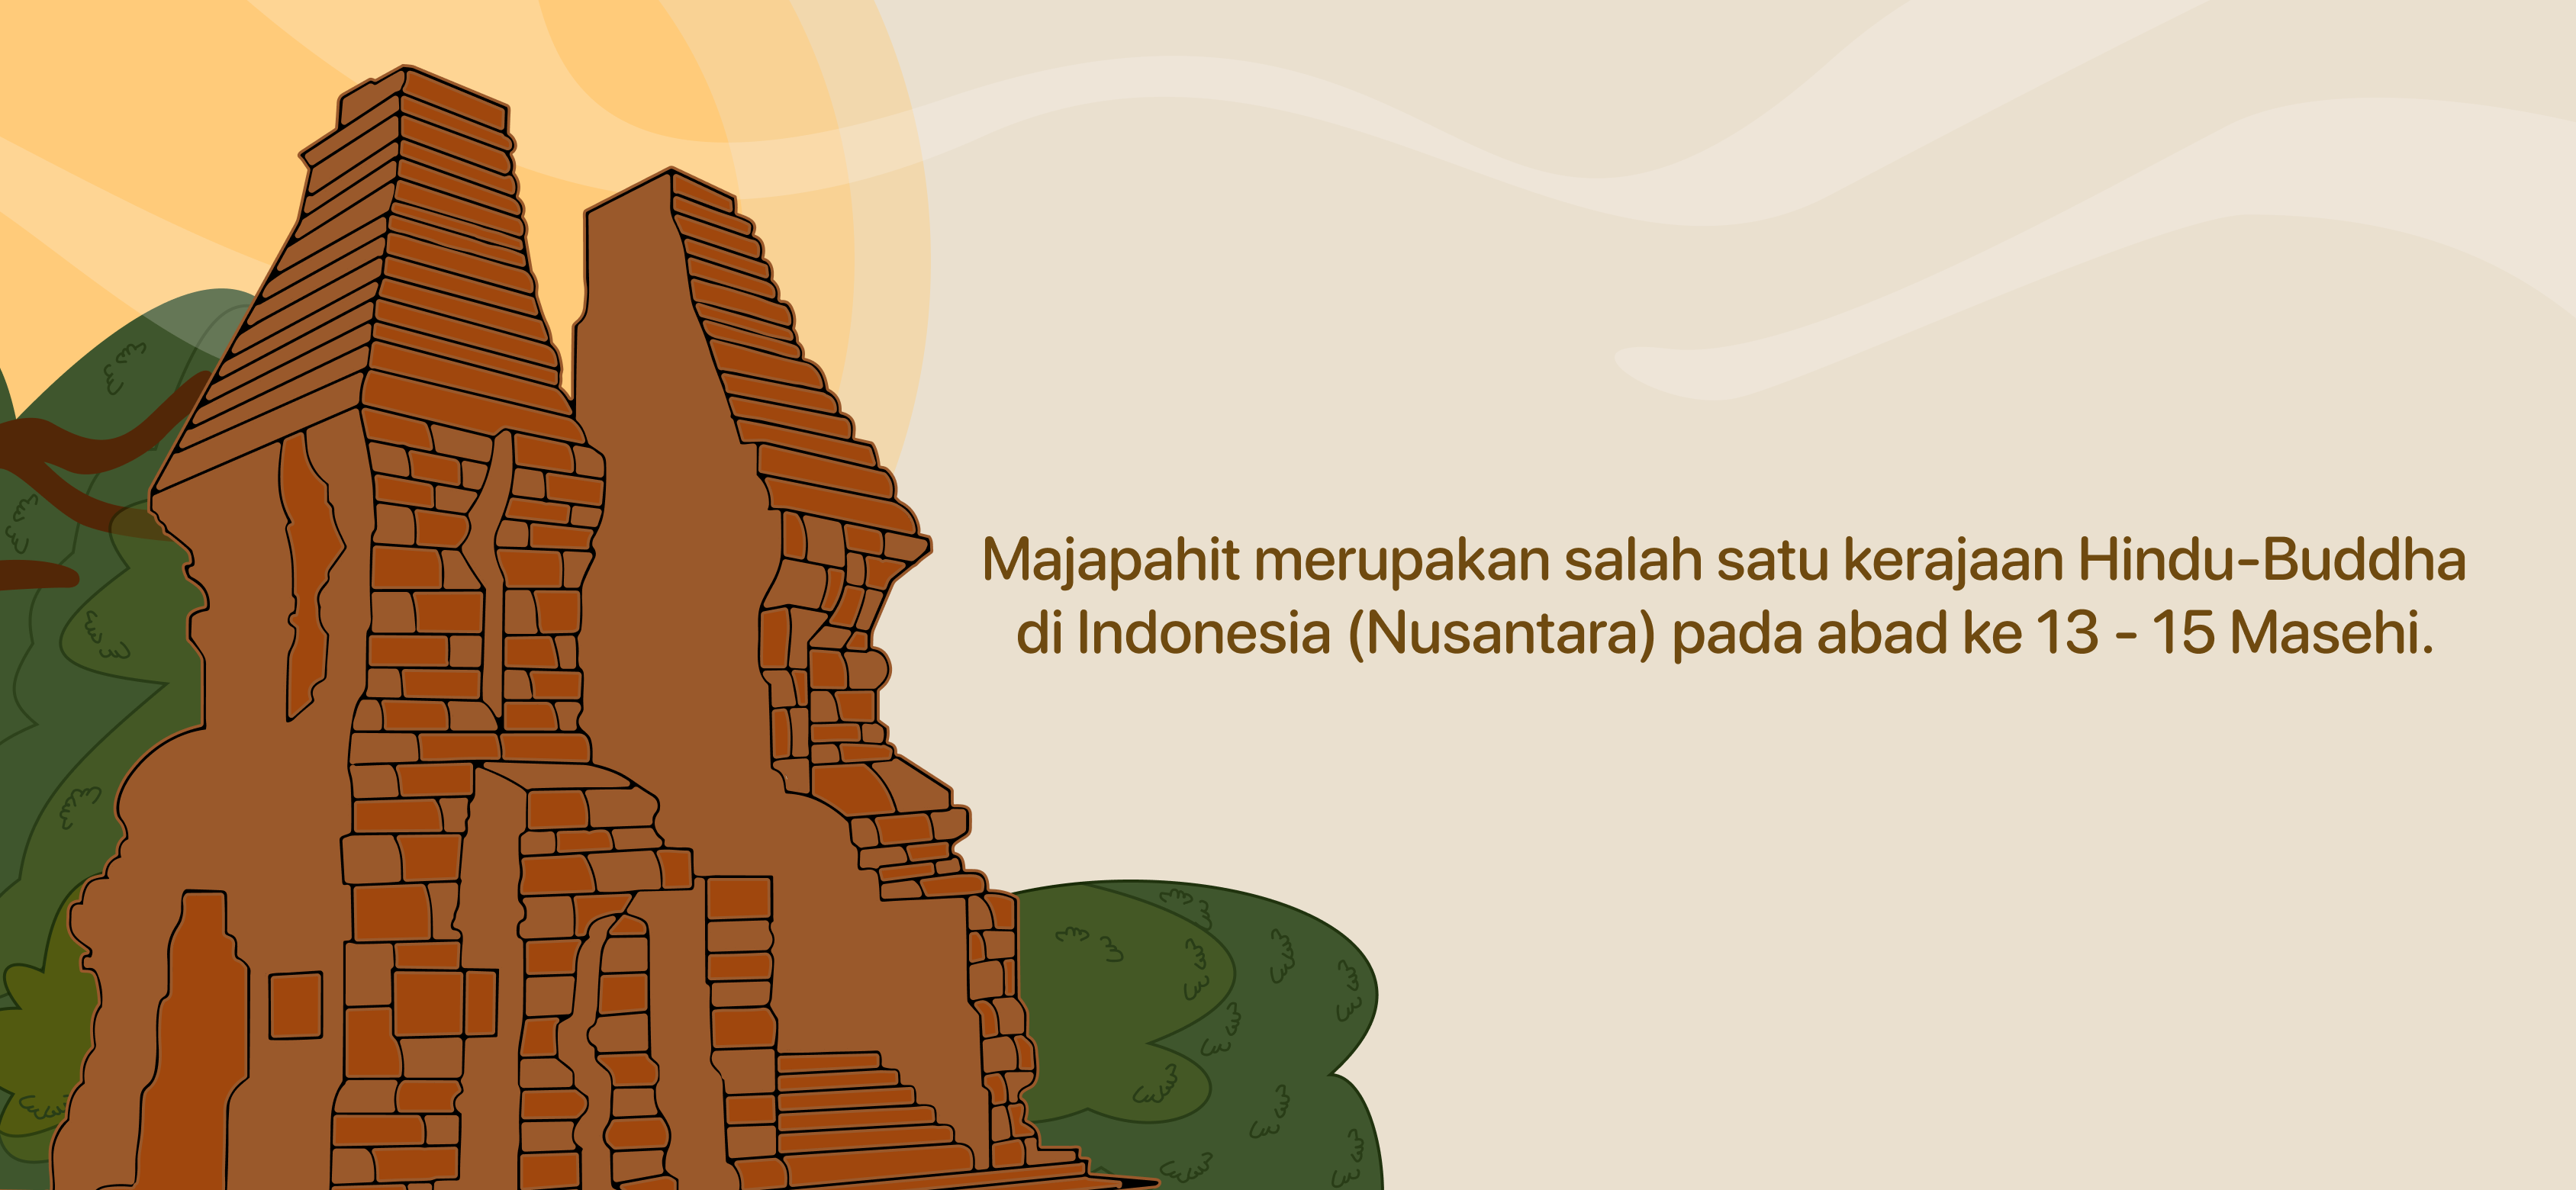 Majapahit merupakan salah satu kerajaan Hindu-Buddha
di Indonesia (Nusantara) pada abad ke 13 - 15 Masehi.